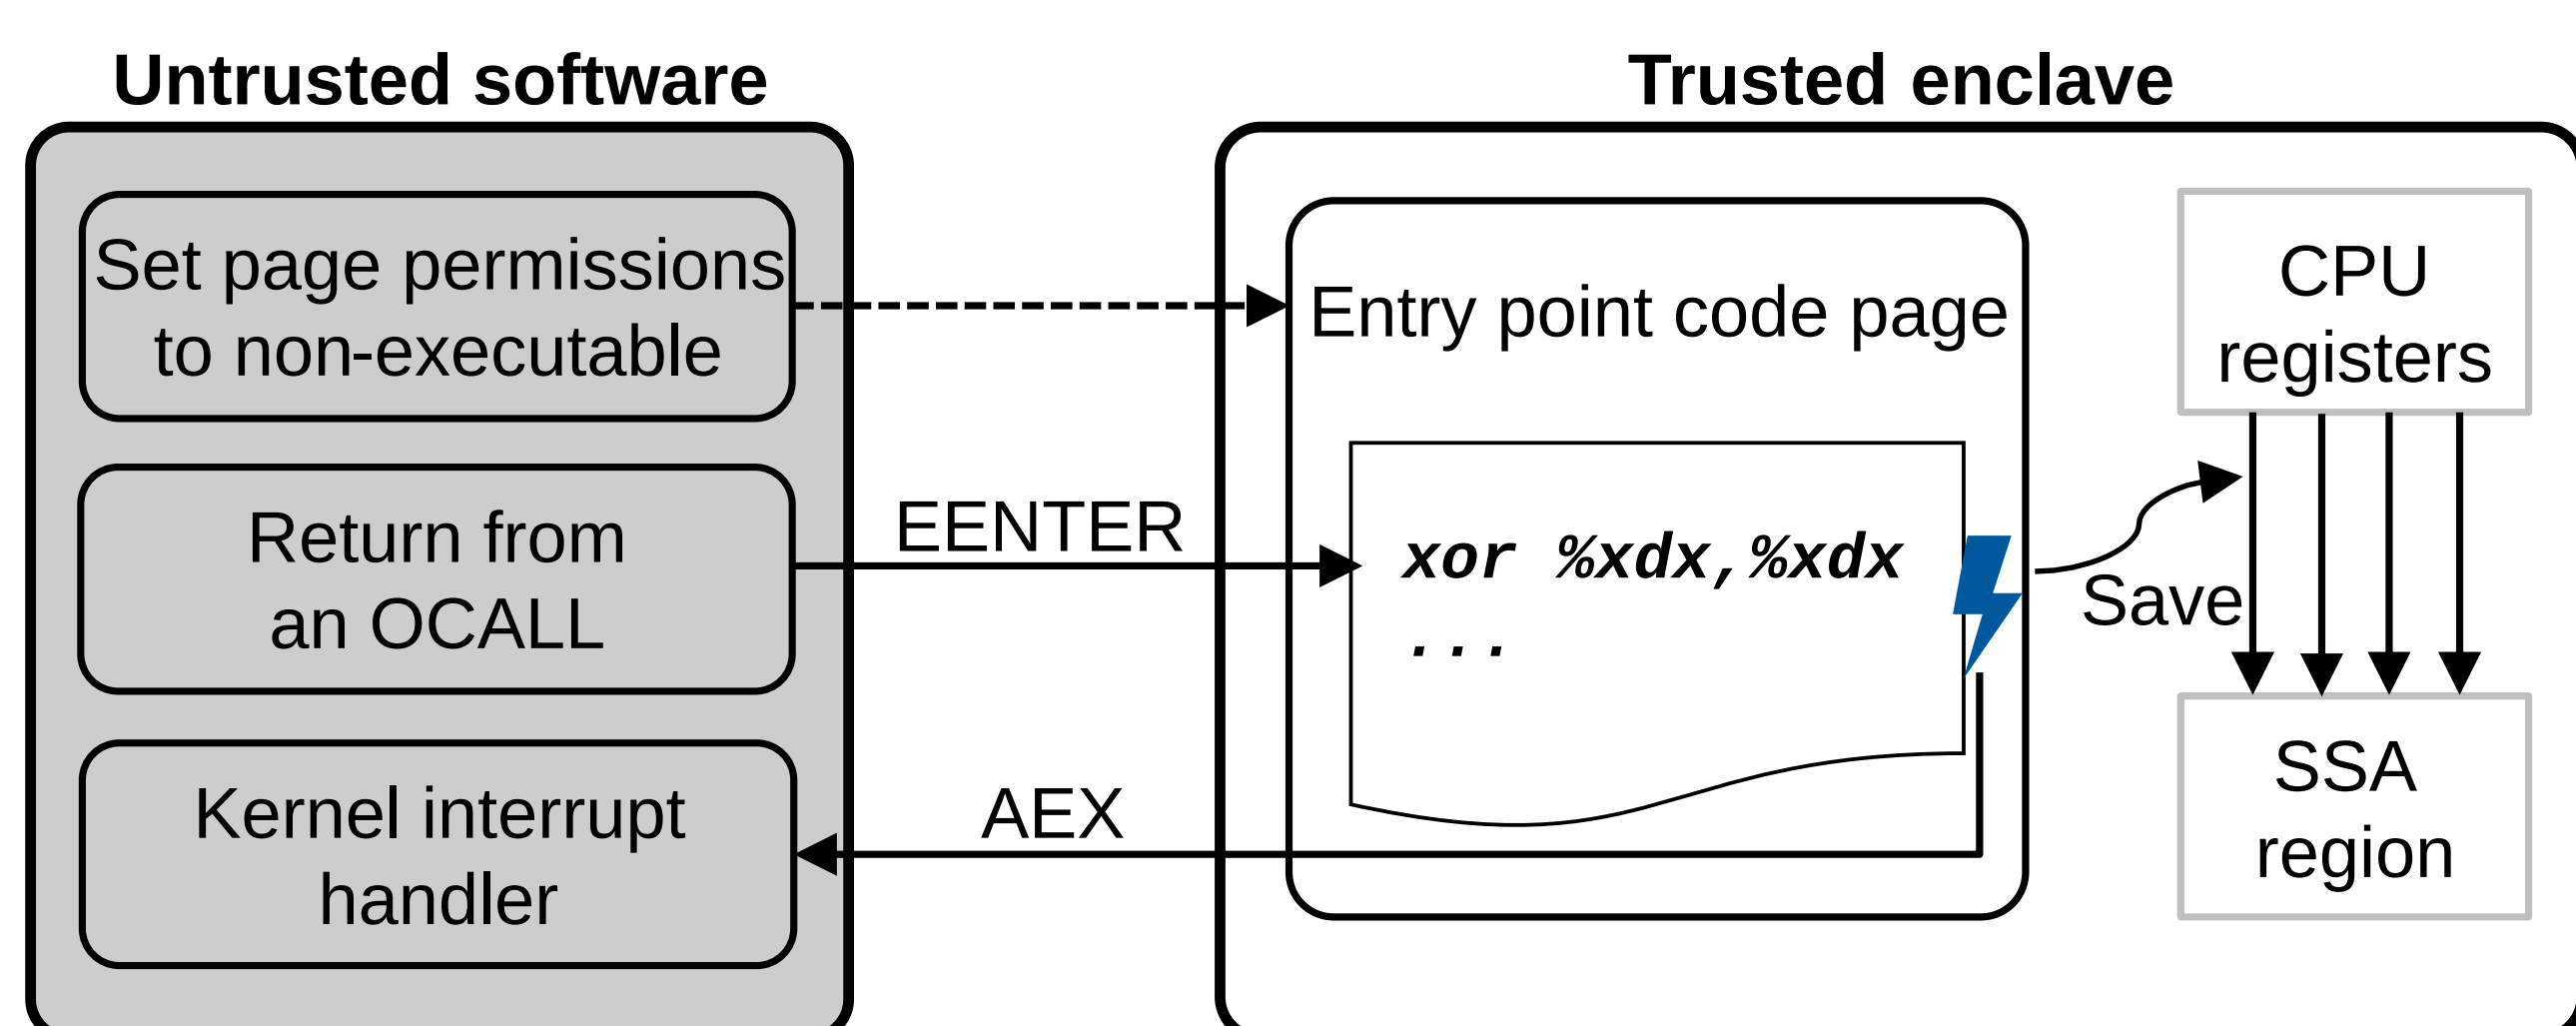 Untrusted software
Set page permissions
to non-executable
Return from
an OCALL
Kernel interrupt
handler
EENTER
AEX
Trusted enclave
Entry point code page
xor %xdx,%xdx
...
Save
CPU
registers
SSA
region